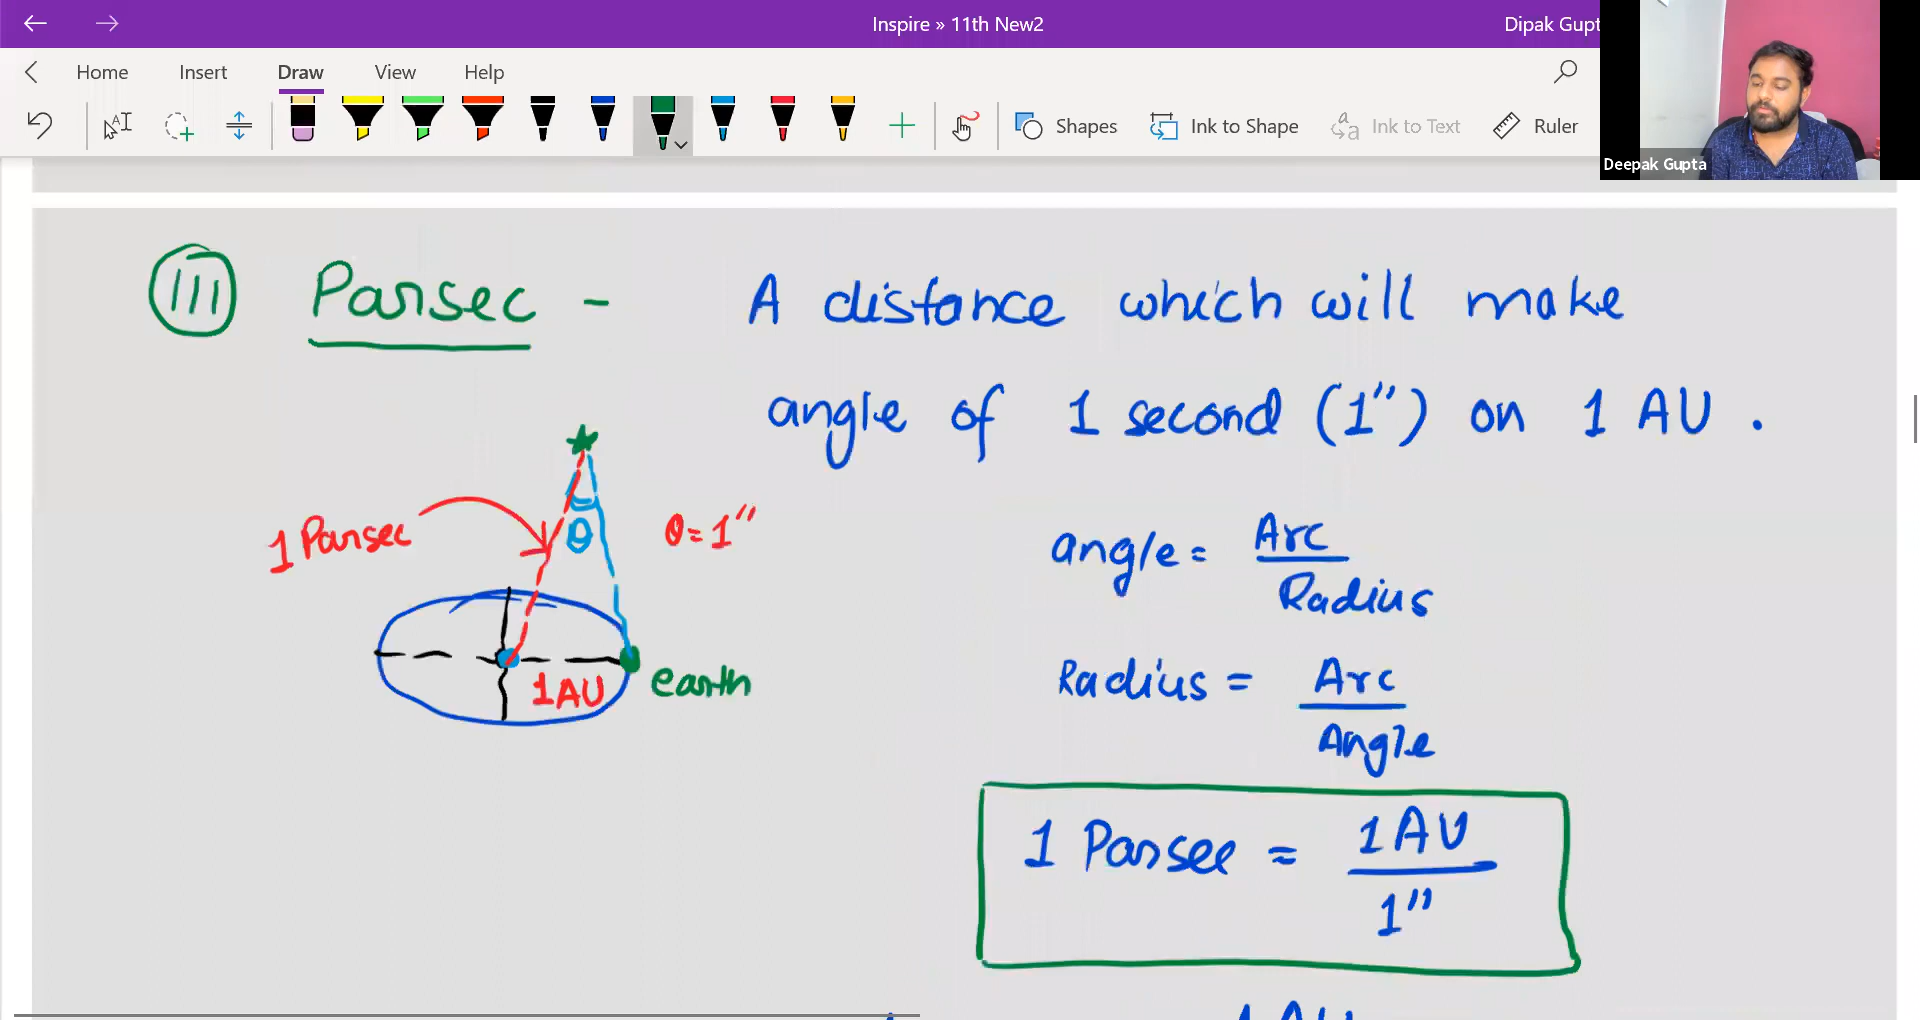 Inspire » 11th New2
Dipak Gupt
Home Insert Draw View Help
Shapes Ink to Shape Ink to Text Ruler
Deepak Gupta
III Parsec - A distance which will make
angle of 1 second (1") on 1 AU .
1 Parsec
θ
θ = 1"
1AU
earth
angle = Arc
Radius
Radius = Arc
Angle
1 Parsec = 1AU
1"
1AU